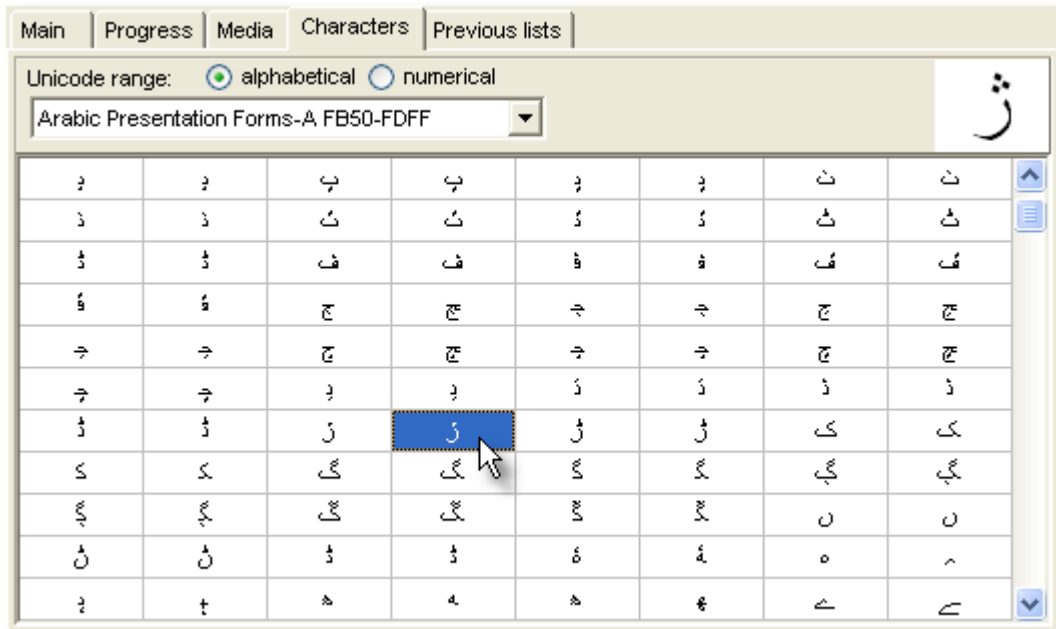 Main Progress Media Characters Previous lists
Unicode range: alphabetical numerical
Arabic Presentation Forms-A FB50-FDFF
ﮋ
ﭘ ﭙ ﭚ ﭛ ﭜ ﭝ ﭞ ﭟ
ﭠ ﭡ ﭢ ﭣ ﭤ ﭥ ﭦ ﭧ
ﭨ ﭩ ﭪ ﭫ ﭬ ﭭ ﭮ ﭯ
ﭰ ﭱ ﭲ ﭳ ﭴ ﭵ ﭶ ﭷ
ﭸ ﭹ ﭺ ﭻ ﭼ ﭽ ﭾ ﭿ
ﮀ ﮁ ﮂ ﮃ ﮄ ﮅ ﮆ ﮇ
ﮈ ﮉ ﮊ ﮋ ﮌ ﮍ ﮎ ﮏ
ﮐ ﮑ ﮒ ﮓ ﮔ ﮕ ﮖ ﮗ
ﮘ ﮙ ﮚ ﮛ ﮜ ﮝ ﮞ ﮟ
ﮠ ﮡ ﮢ ﮣ ﮤ ﮥ ﮦ ﮧ
ﮨ ﮩ ﮪ ﮫ ﮬ ﮭ ﮮ ﮯ